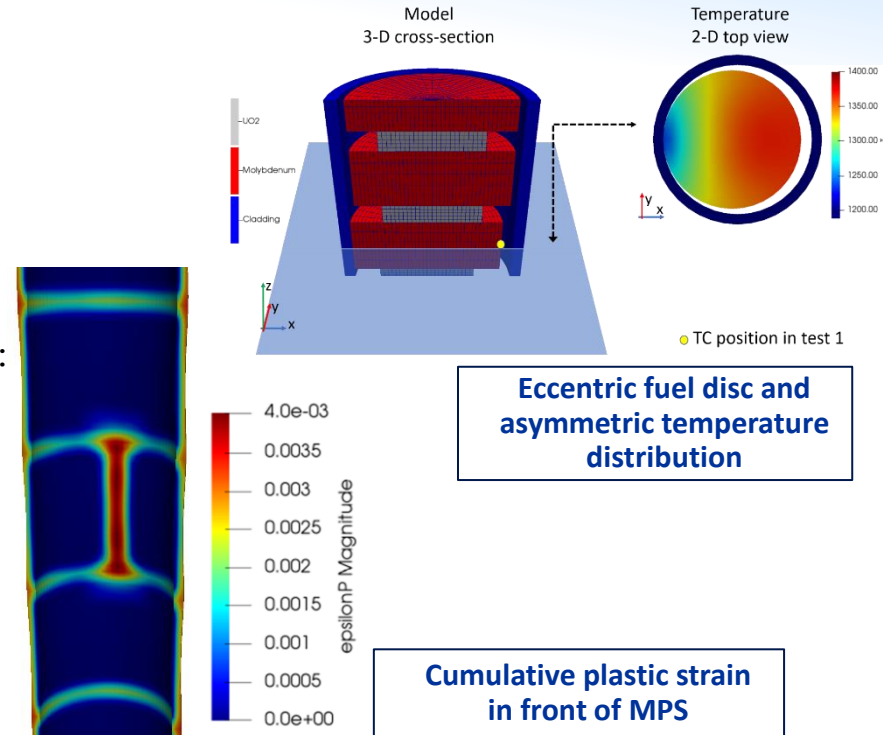 Model
3-D cross-section
Temperature
2-D top view
UO2
Molybdenum
Cladding
1400.00
1350.00
1300.00
1250.00
1200.00
y
x
z
y
x
TC position in test 1
:
Eccentric fuel disc and
asymmetric temperature
distribution
4.0e-03
0.0035
0.003
0.0025
0.002
0.0015
0.001
0.0005
0.0e+00
epsilonP Magnitude
Cumulative plastic strain
in front of MPS